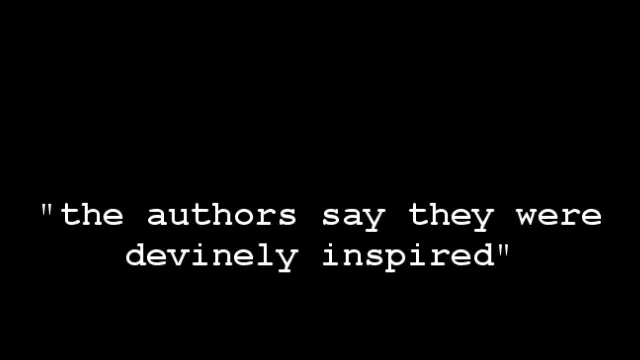 "the authors say they were
devinely inspired"